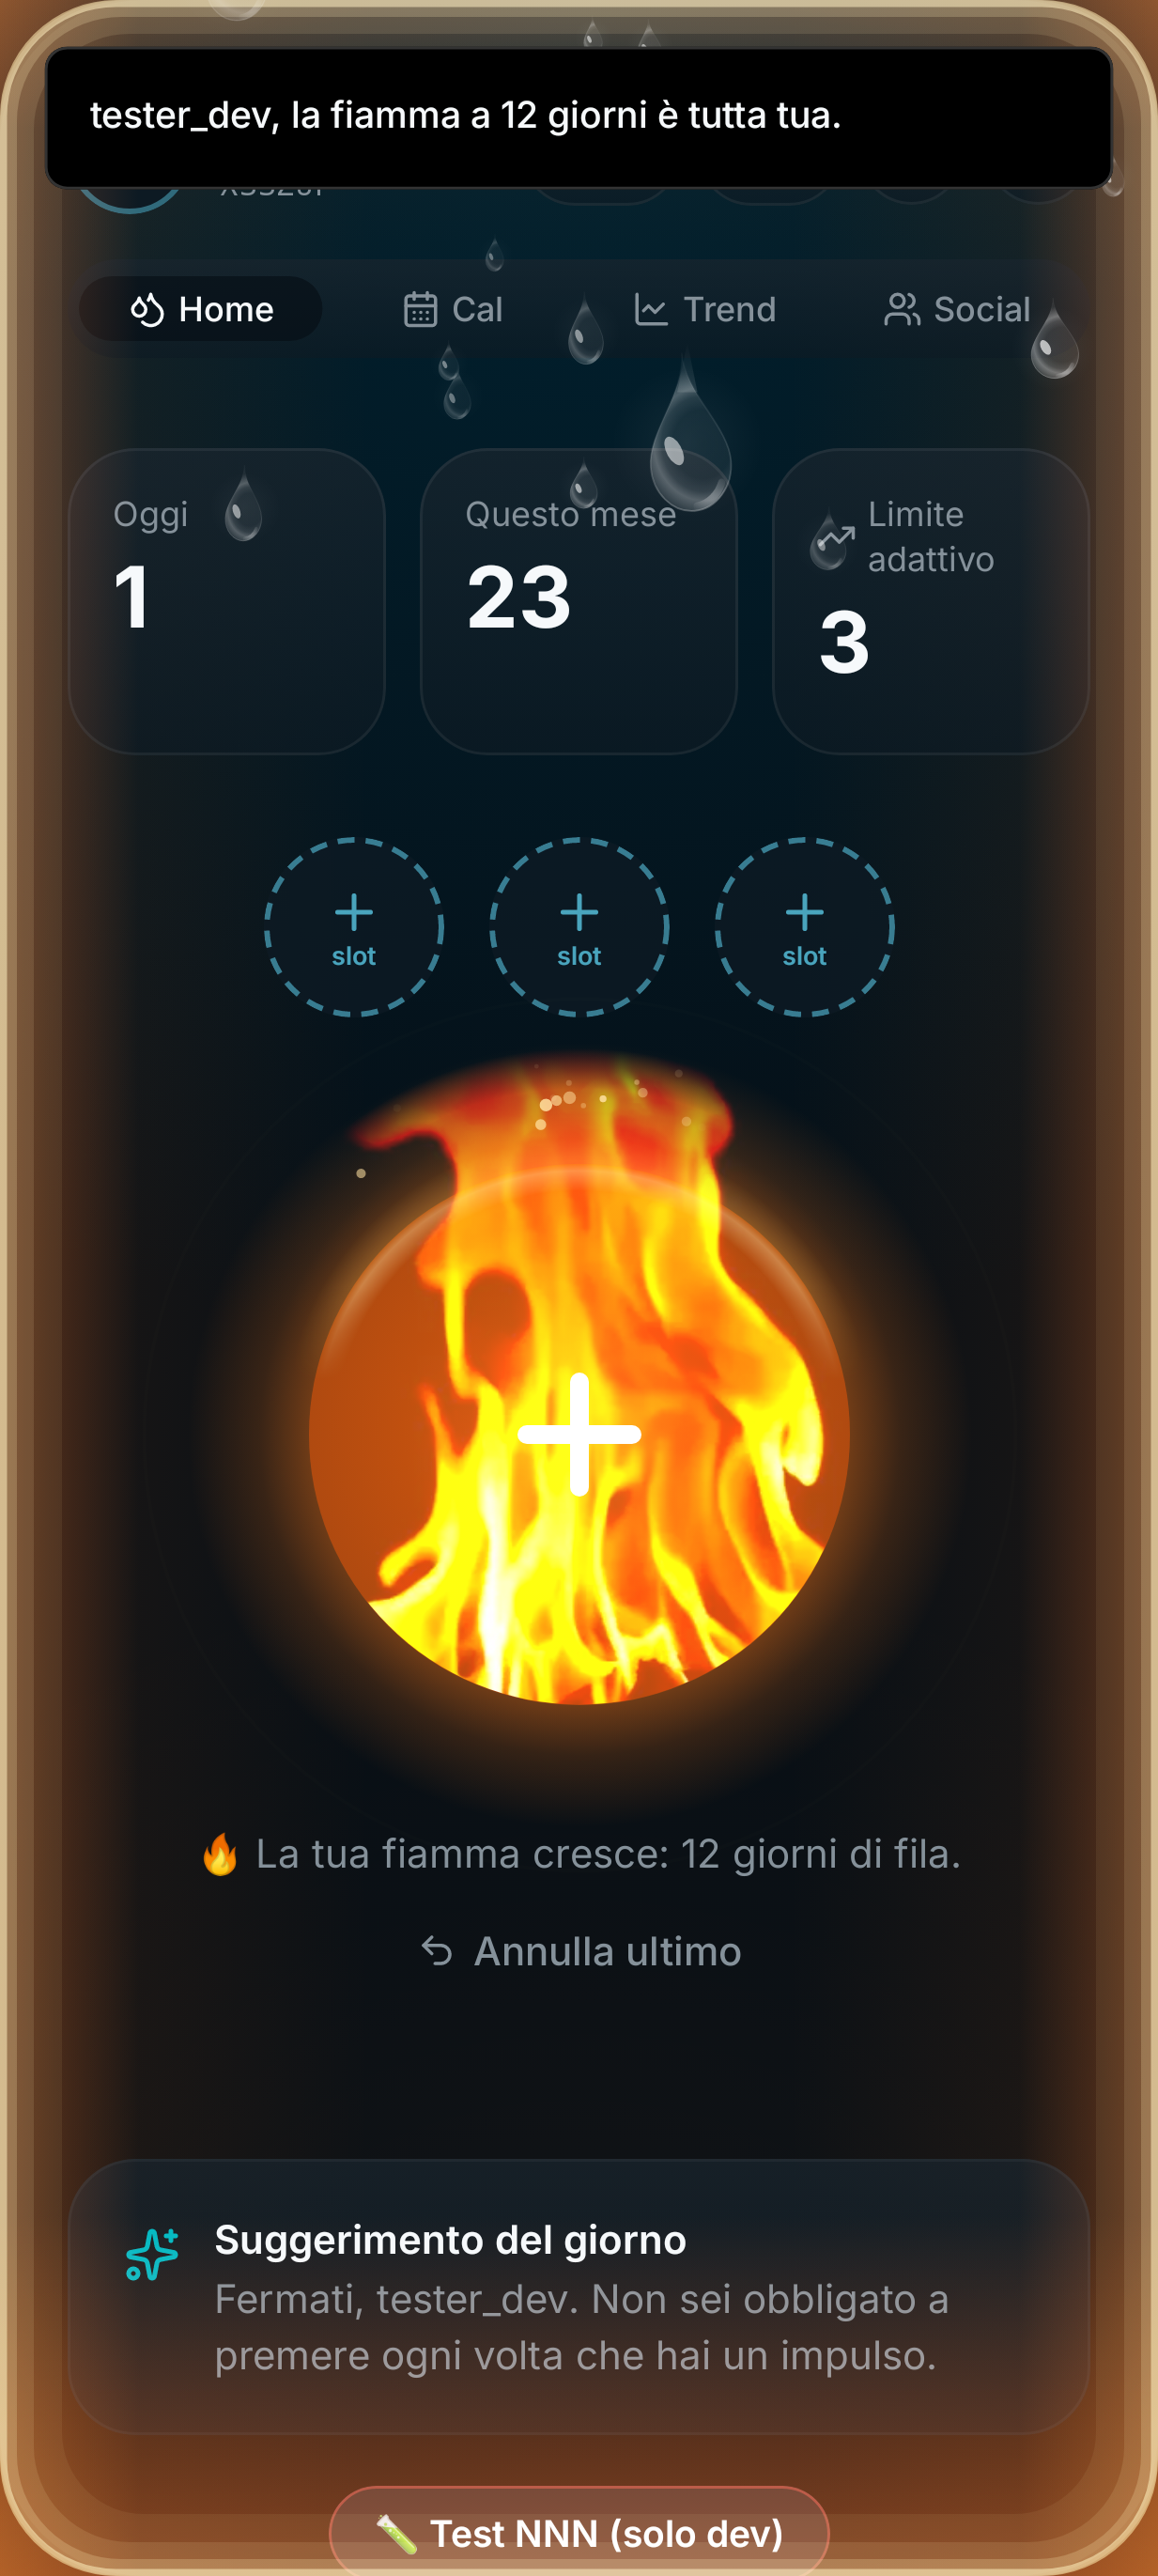 tester_dev, la fiamma a 12 giorni è tutta tua.
Home
Cal
Trend
Social
Oggi
1
Questo mese
23
Limite
adattivo
3
slot
slot
slot
🔥 La tua fiamma cresce: 12 giorni di fila.
Annulla ultimo
Suggerimento del giorno
Fermati, tester_dev. Non sei obbligato a
premere ogni volta che hai un impulso.
🧪 Test NNN (solo dev)